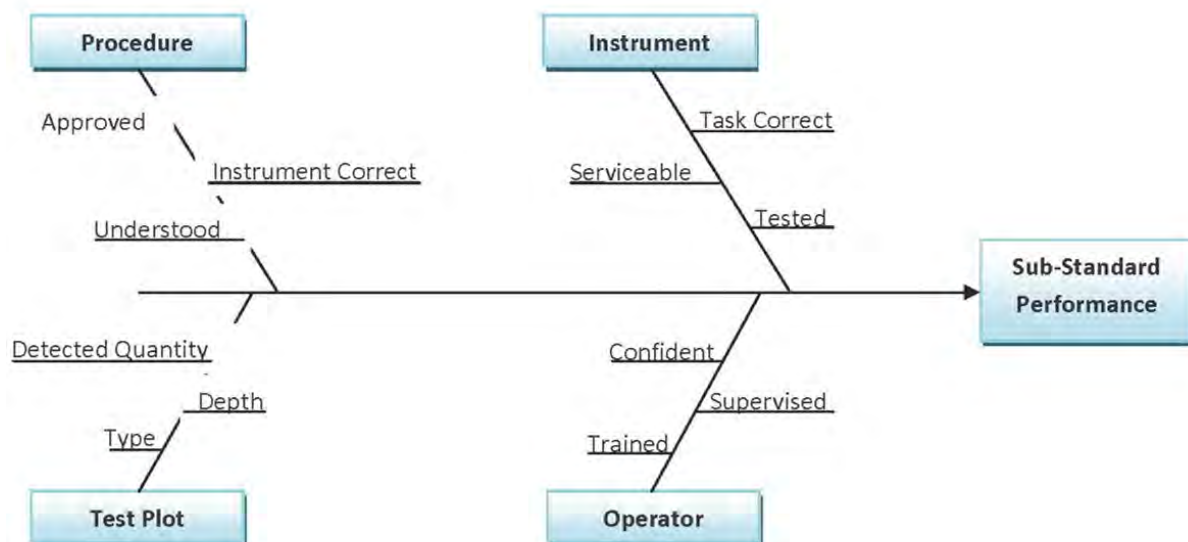 Procedure
Instrument
Approved
Task Correct
Instrument Correct
Serviceable
Understood
Tested
Sub-Standard
Performance
Detected Quantity
Confident
Depth
Supervised
Type
Trained
Test Plot
Operator